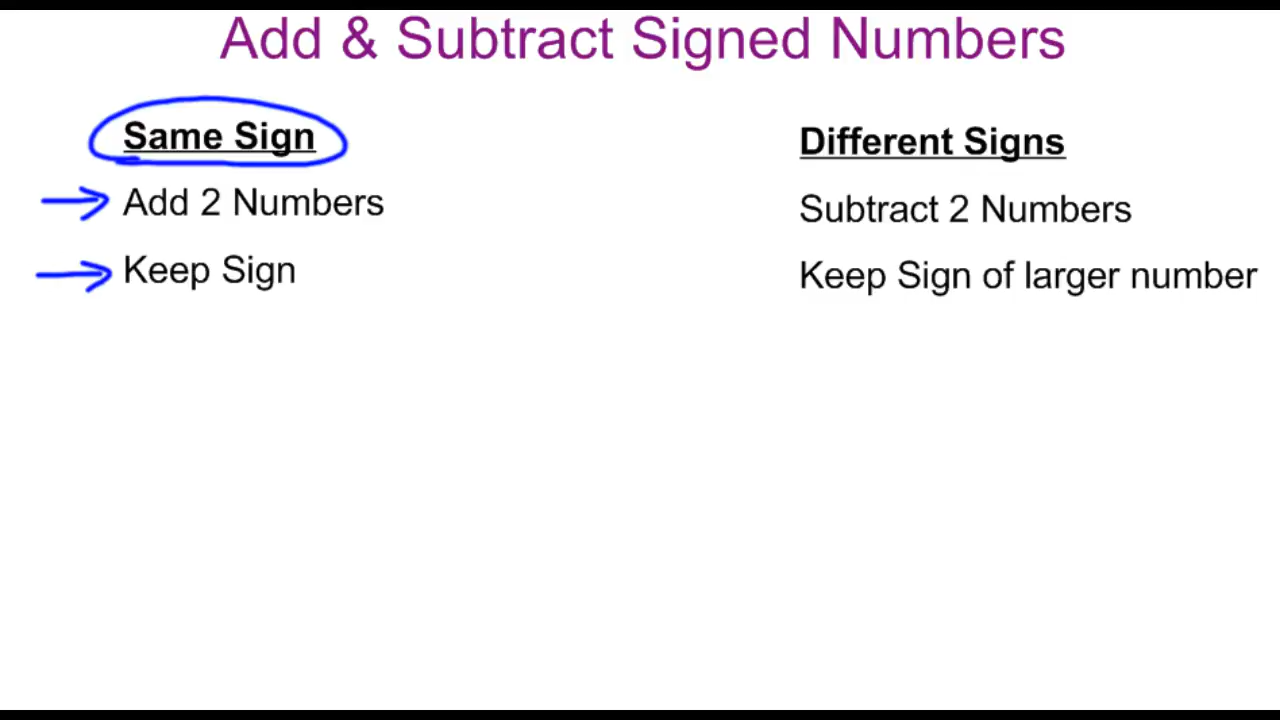 Add & Subtract Signed Numbers
Same Sign
Add 2 Numbers
Keep Sign
Different Signs
Subtract 2 Numbers
Keep Sign of larger number